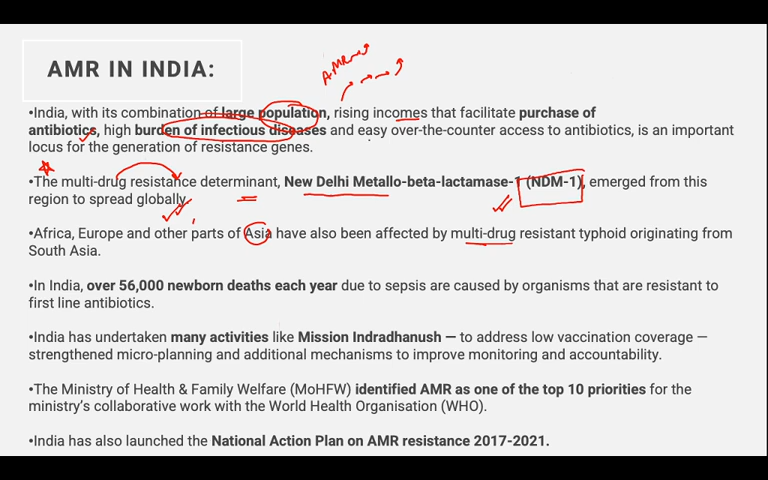 AMR IN INDIA:
AMR
•India, with its combination of large population, rising incomes that facilitate purchase of
antibiotics, high burden of infectious diseases and easy over-the-counter access to antibiotics, is an important
locus for the generation of resistance genes.
•The multi-drug resistance determinant, New Delhi Metallo-beta-lactamase-1 (NDM-1), emerged from this
region to spread globally.
•Africa, Europe and other parts of Asia have also been affected by multi-drug resistant typhoid originating from
South Asia.
•In India, over 56,000 newborn deaths each year due to sepsis are caused by organisms that are resistant to
first line antibiotics.
•India has undertaken many activities like Mission Indradhanush — to address low vaccination coverage —
strengthened micro-planning and additional mechanisms to improve monitoring and accountability.
•The Ministry of Health & Family Welfare (MoHFW) identified AMR as one of the top 10 priorities for the
ministry's collaborative work with the World Health Organisation (WHO).
•India has also launched the National Action Plan on AMR resistance 2017-2021.